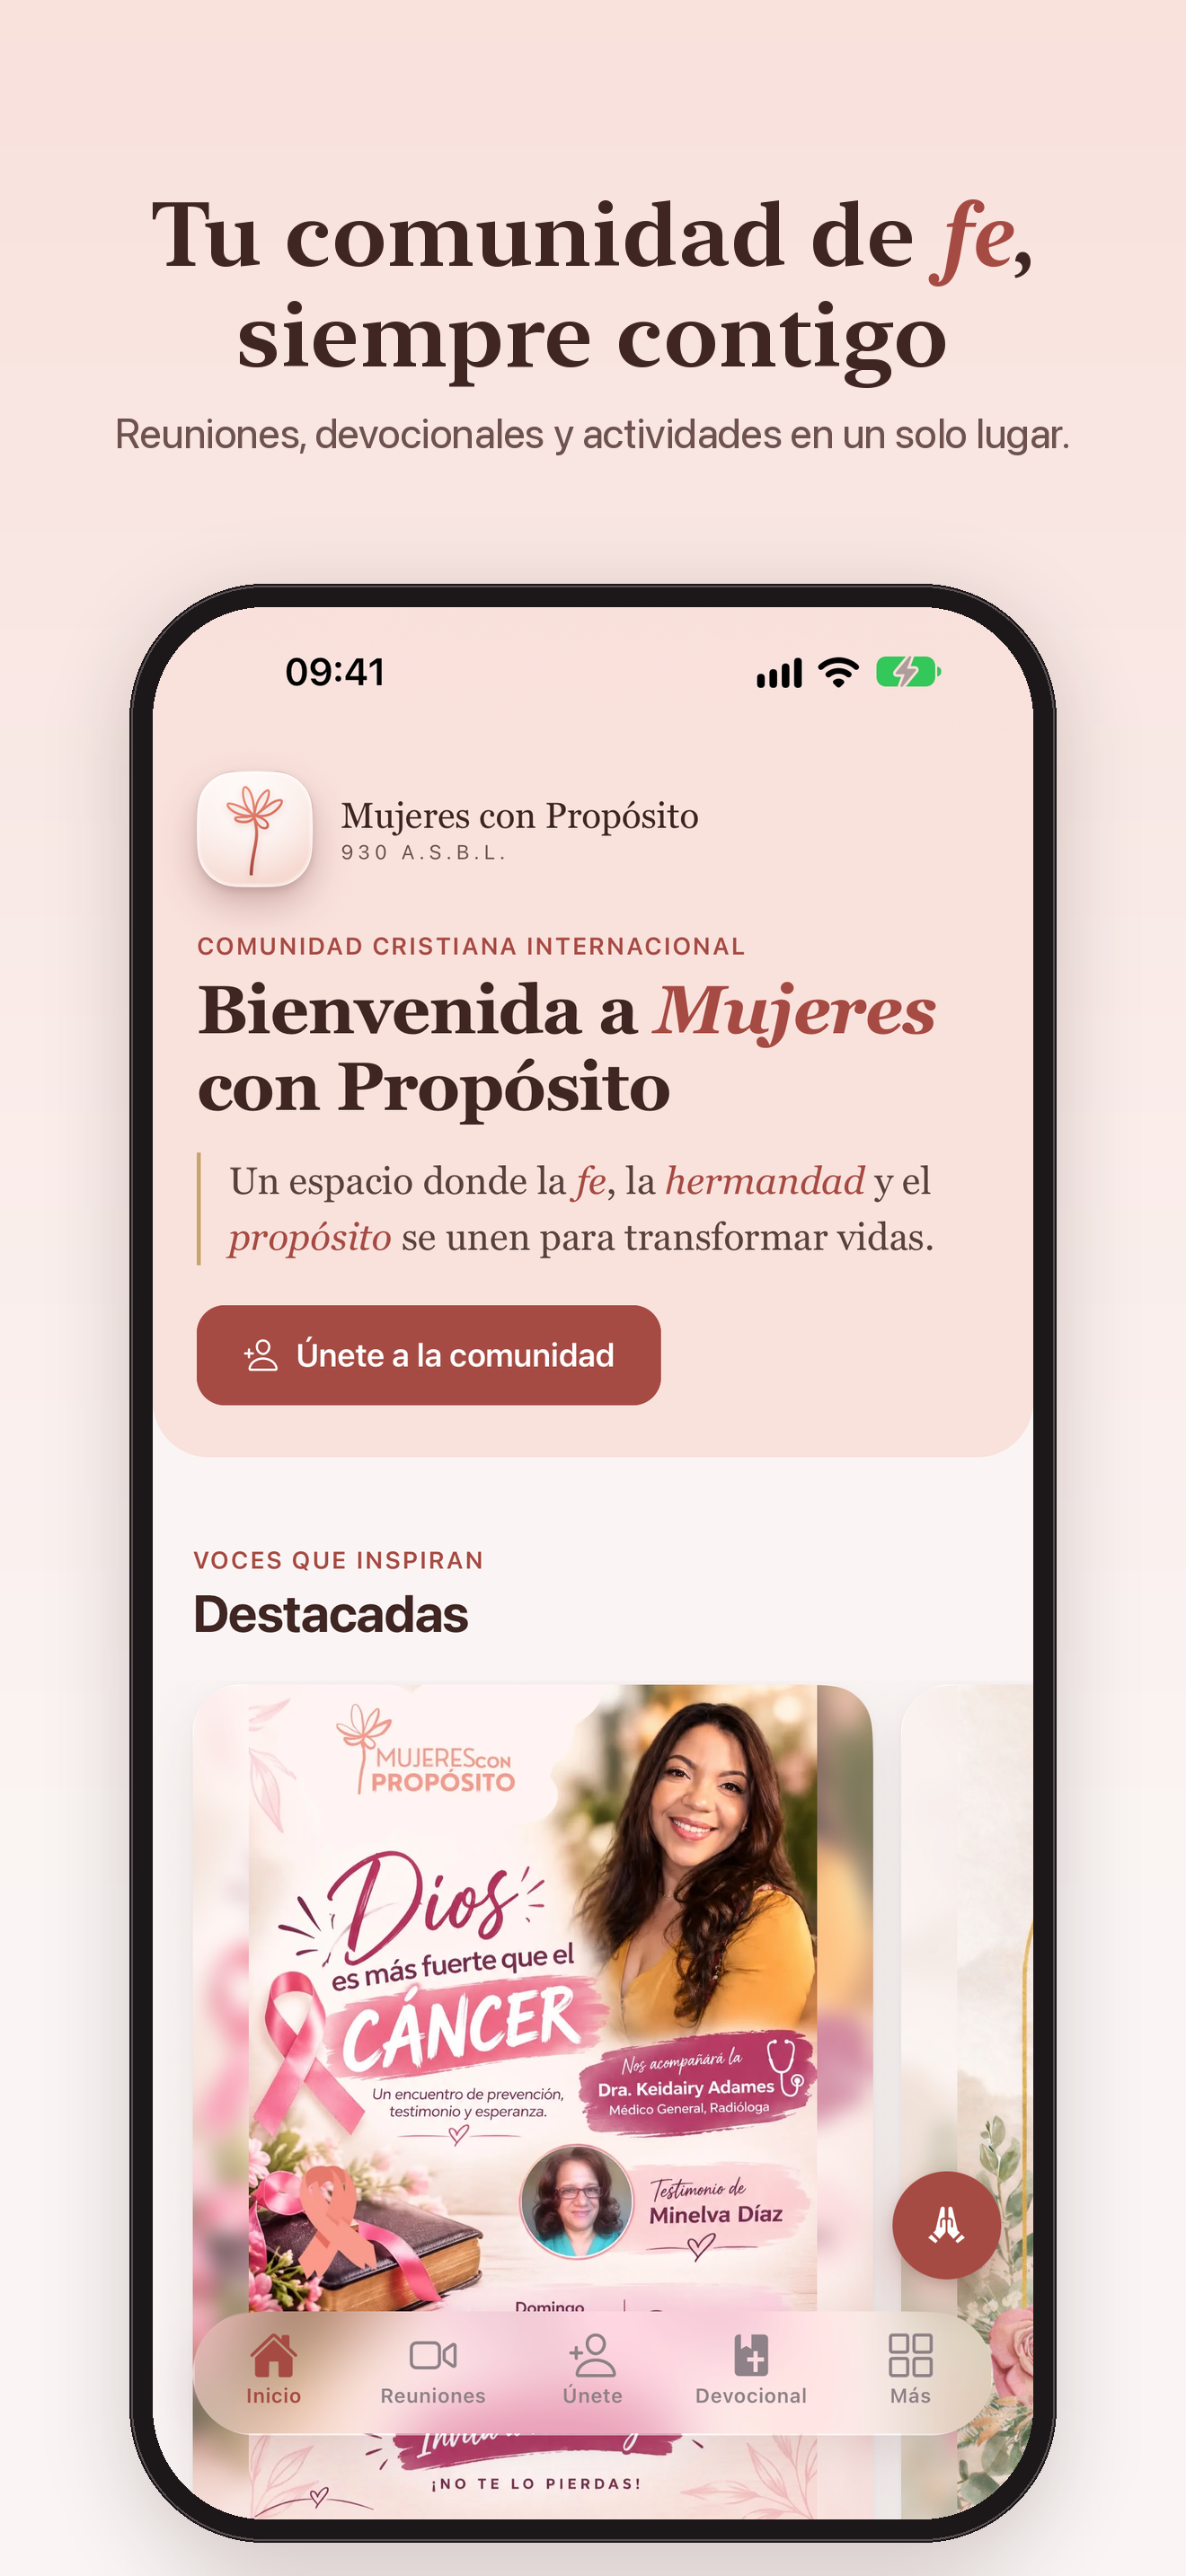 Tu comunidad de fe,
siempre contigo
Reuniones, devocionales y actividades en un solo lugar.
09:41
Mujeres con Propósito
930 A.S.B.L.
COMUNIDAD CRISTIANA INTERNACIONAL
Bienvenida a Mujeres
con Propósito
Un espacio donde la fe, la hermandad y el
propósito se unen para transformar vidas.
Únete a la comunidad
VOCES QUE INSPIRAN
Destacadas
MUJERES CON
PROPÓSITO
Dios
es más fuerte que el
CÁNCER
Un encuentro de prevención,
testimonio y esperanza.
Nos acompañará la
Dra. Keidairy Adames
Médico General, Radióloga
Testimonio de
Minelva Díaz
Domingo
Inicio
Reuniones
Únete
Devocional
Más
¡NO TE LO PIERDAS!